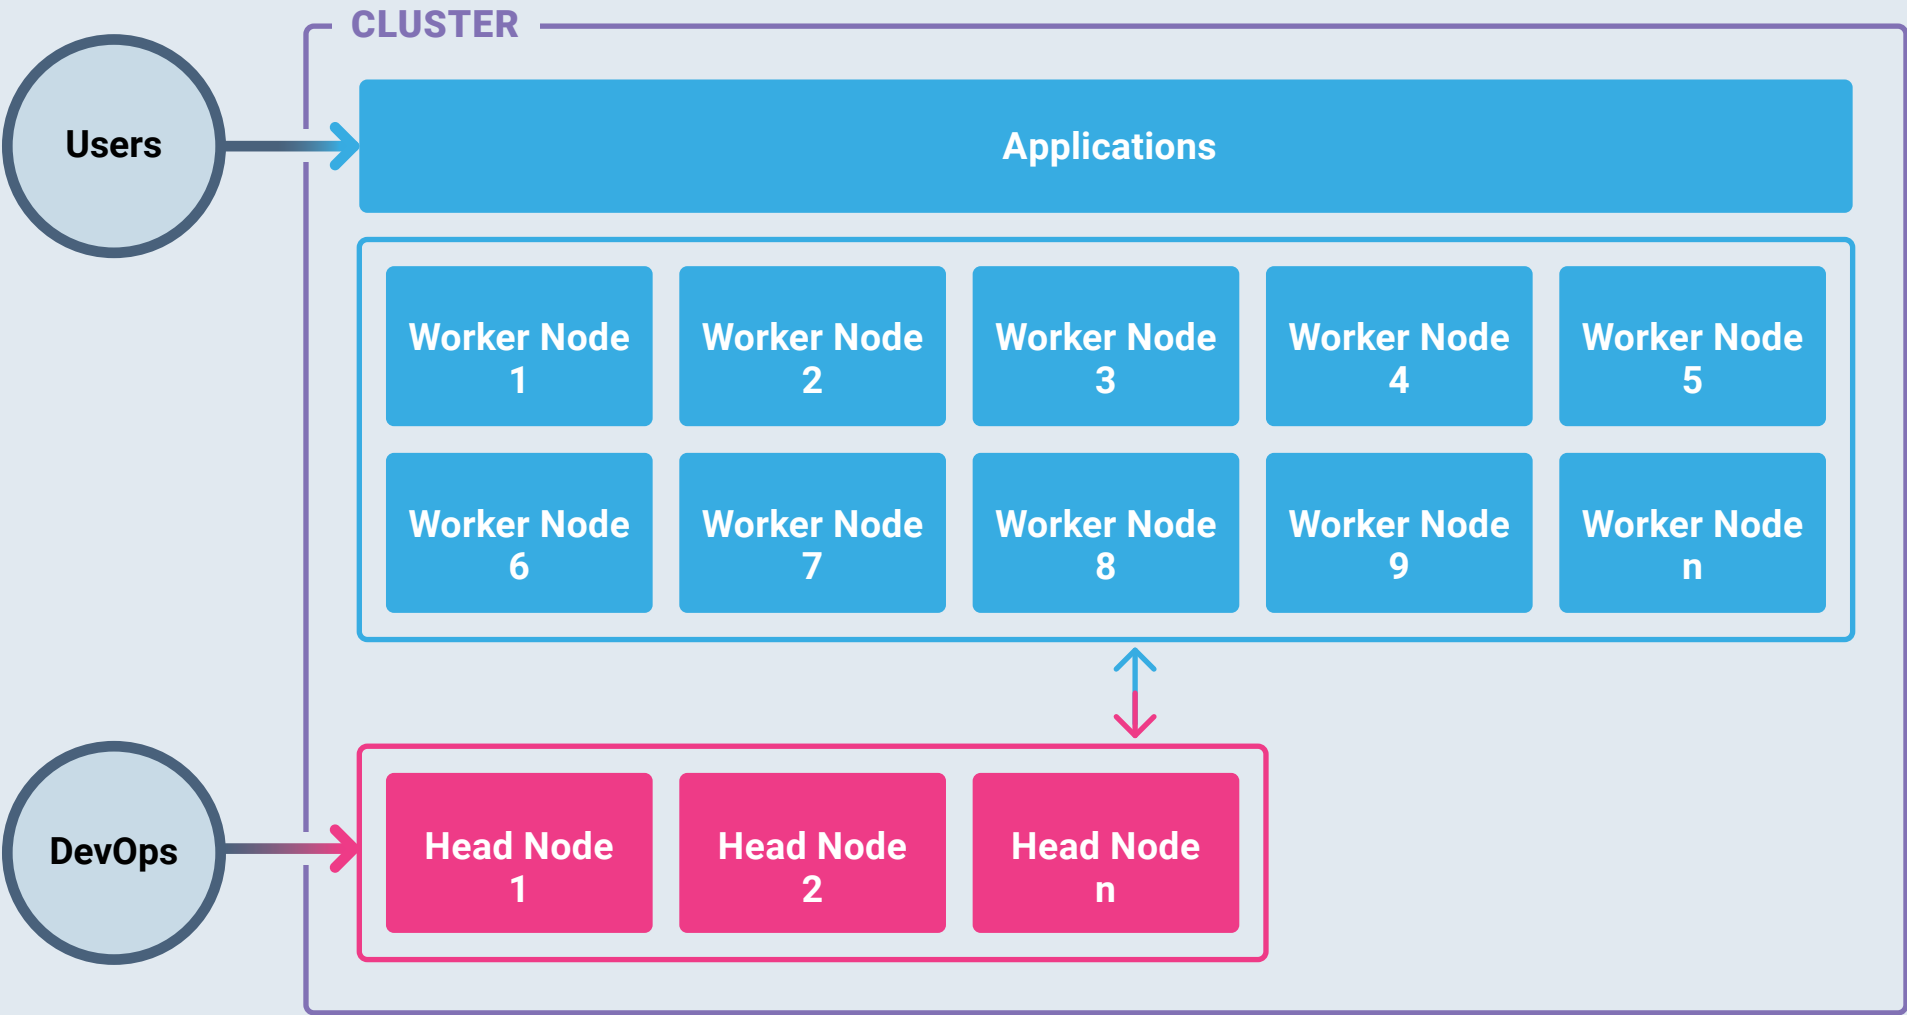 CLUSTER
Users
Applications
Worker Node
1
Worker Node
2
Worker Node
3
Worker Node
4
Worker Node
5
Worker Node
6
Worker Node
7
Worker Node
8
Worker Node
9
Worker Node
n
DevOps
Head Node
1
Head Node
2
Head Node
n